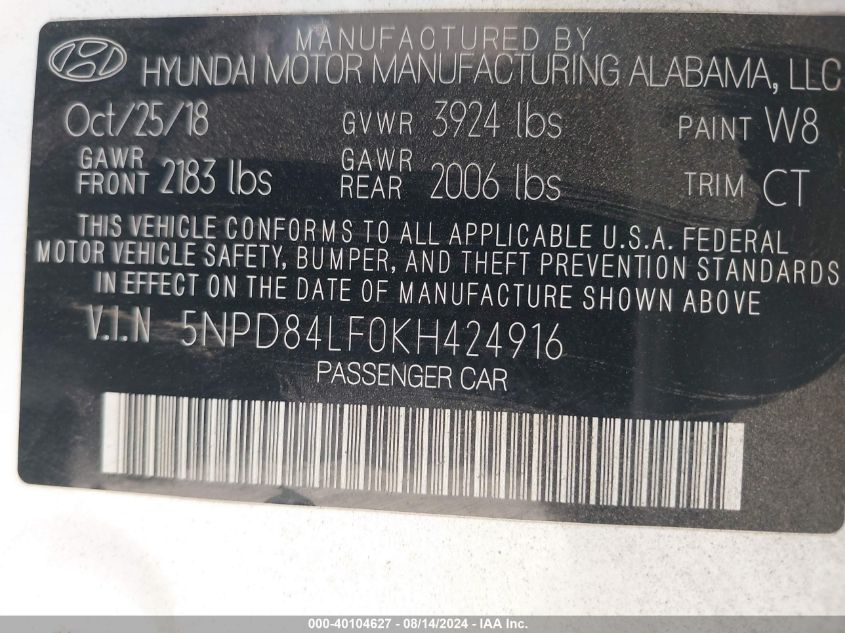 MANUFACTURED BY
HYUNDAI MOTOR MANUFACTURING ALABAMA, LLC
Oct/25/18 GVWR 3924 lbs PAINT W8
GAWR FRONT 2183 lbs GAWR REAR 2006 lbs TRIM CT
THIS VEHICLE CONFORMS TO ALL APPLICABLE U.S.A. FEDERAL
MOTOR VEHICLE SAFETY, BUMPER, AND THEFT PREVENTION STANDARDS
IN EFFECT ON THE DATE OF MANUFACTURE SHOWN ABOVE
V.I.N 5NPD84LF0KH424916
PASSENGER CAR
000-40104627 - 08/14/2024 - IAA Inc.